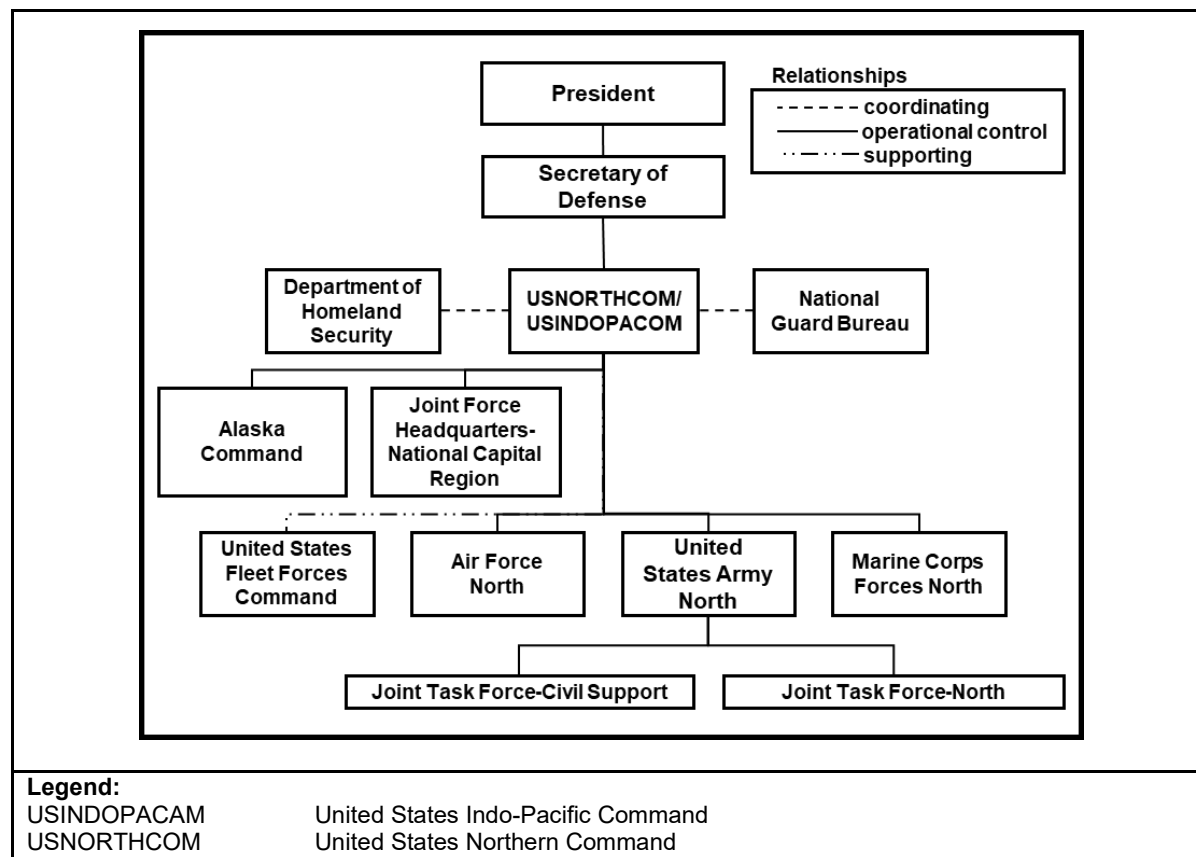 President
Relationships
coordinating
operational control
supporting
Secretary of
Defense
Department of
Homeland
Security
USNORTHCOM/
USINDOPACOM
National
Guard Bureau
Alaska
Command
Joint Force
Headquarters-
National Capital
Region
United States
Fleet Forces
Command
Air Force
North
United
States Army
North
Marine Corps
Forces North
Joint Task Force-Civil Support
Joint Task Force-North
Legend:
USINDOPACAM United States Indo-Pacific Command
USNORTHCOM United States Northern Command